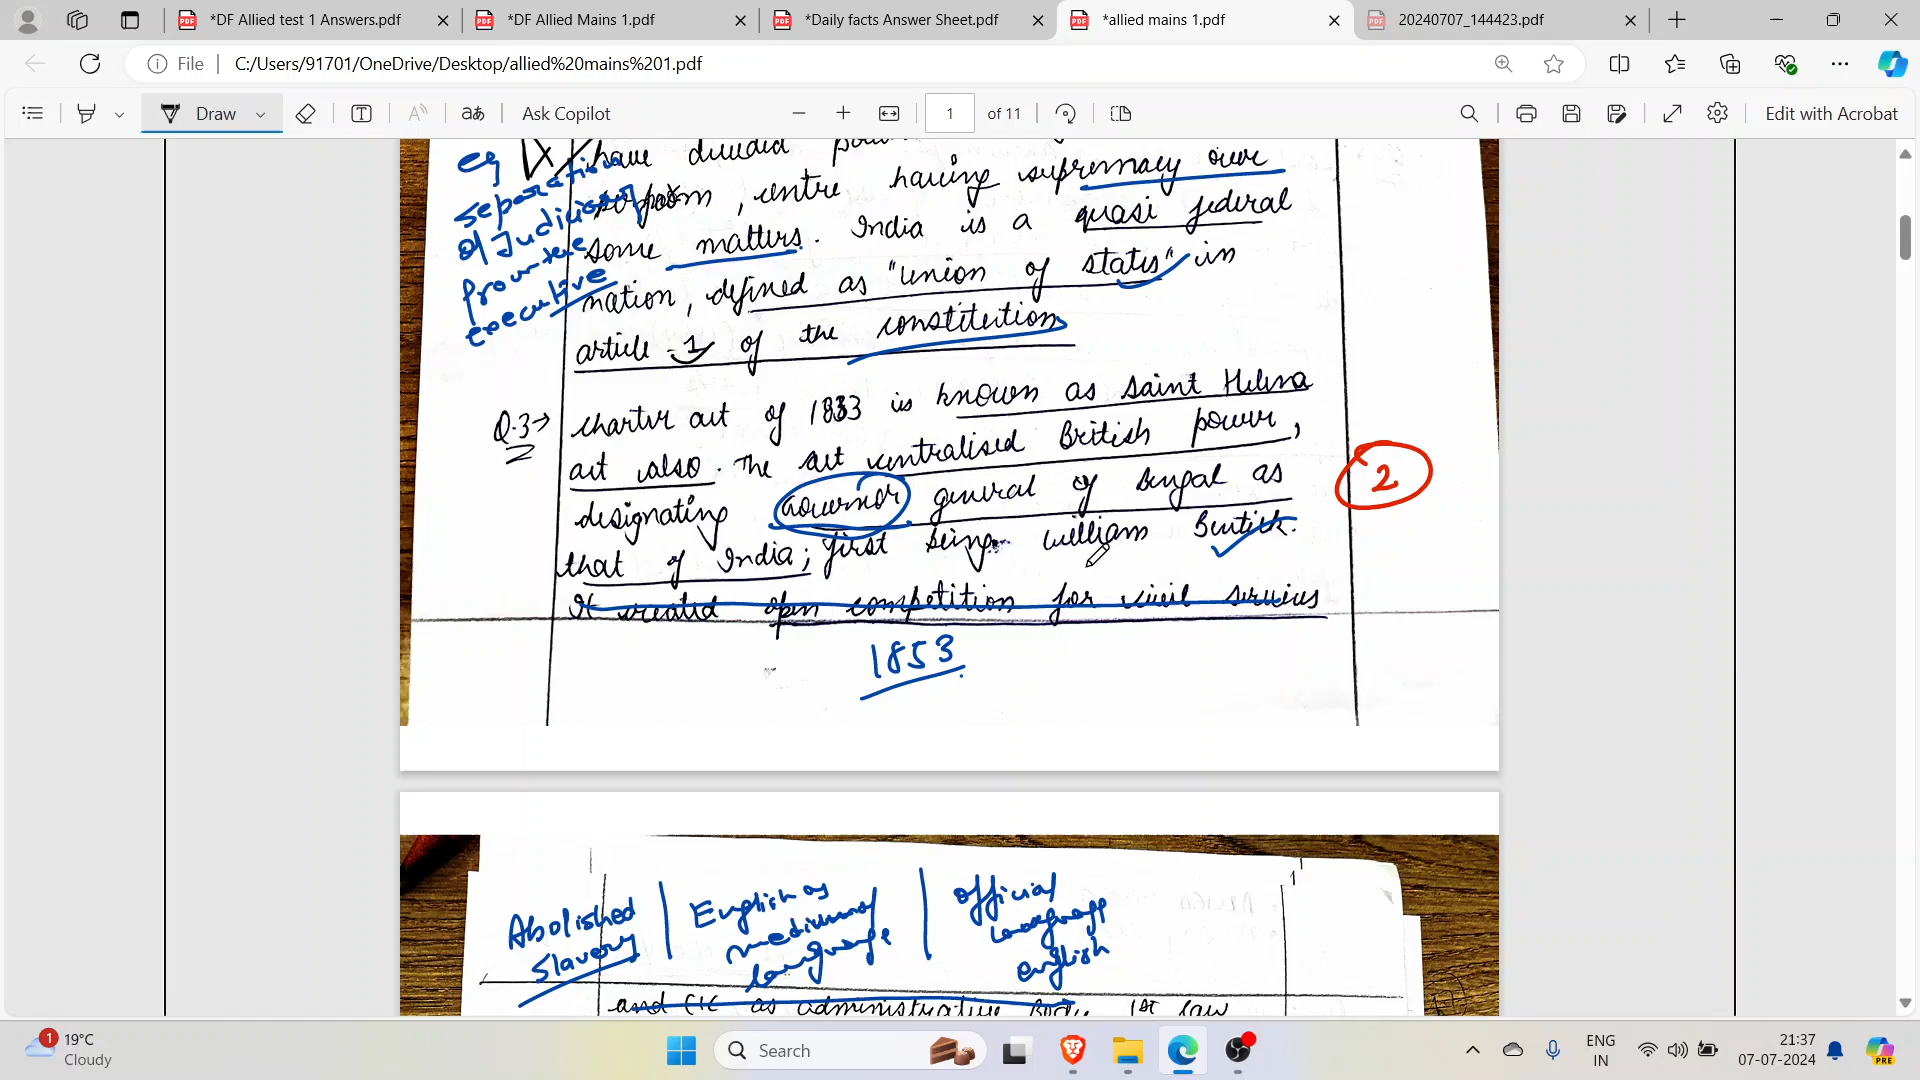 *DF Allied test 1 Answers.pdf
*DF Allied Mains 1.pdf
*Daily facts Answer Sheet.pdf
*allied mains 1.pdf
20240707_144423.pdf
File
C:/Users/91701/OneDrive/Desktop/allied%20mains%201.pdf
Draw
Ask Copilot
1 of 11
Edit with Acrobat
eg
separation
of Judiciary
from the
executive
have divided
, centre having supremacy over
some matters. India is a quasi federal
nation, defined as "union of states" in
article -1 of the constitution
Q.3→ charter act of 1833 is known as saint Helena
act also. The act centralised British power,
designating Governor general of Bengal as
2
that of India; first being william Bentick.
It created open competition for civil services
1853
Abolished
slavery
English as
medium of
language
official
language
english
and as administrative Body. 1st law
1
19°C
Cloudy
Search
ENG
IN
21:37
07-07-2024
PRE